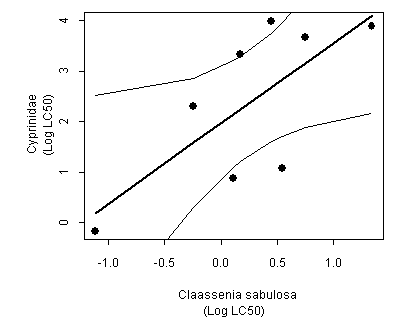 4
3
2
1
0
Cyprinidae
(Log LC50)
-1.0 -0.5 0.0 0.5 1.0
Claassenia sabulosa
(Log LC50)